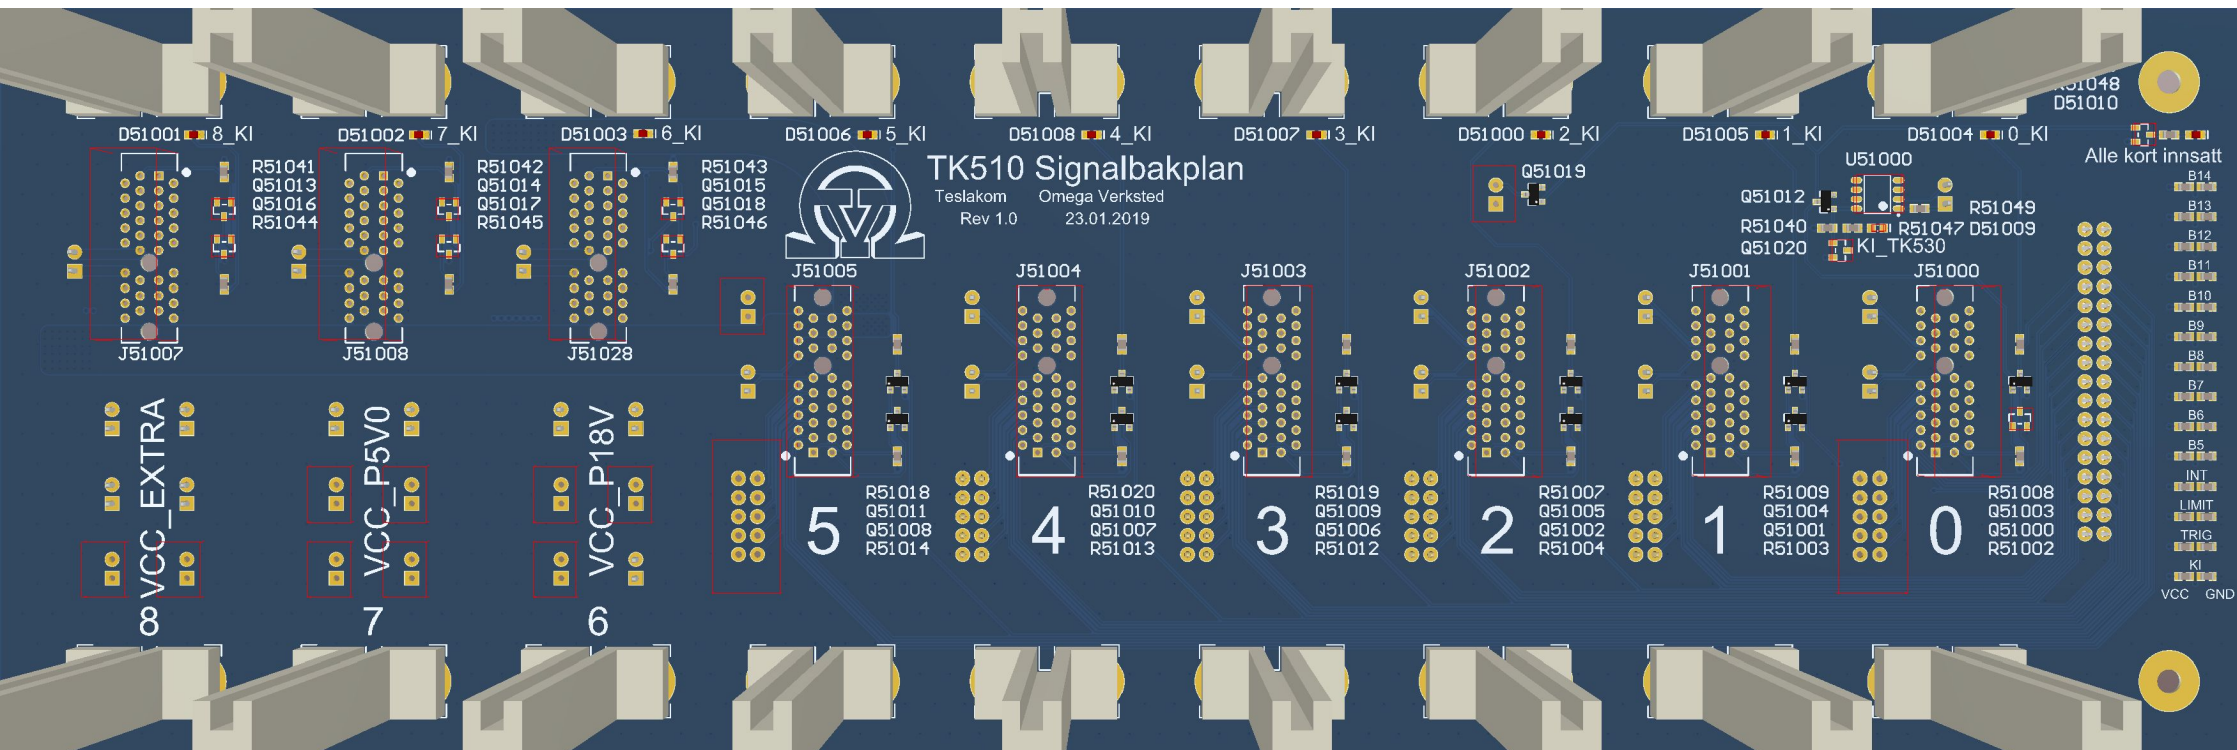 R51048
D51010
D51001 8_KI
D51002 7_KI
D51003 6_KI
D51006 5_KI
D51008 4_KI
D51007 3_KI
D51000 2_KI
D51005 1_KI
D51004 0_KI
Alle kort innsatt
R51041
Q51013
Q51016
R51044
R51042
Q51014
Q51017
R51045
R51043
Q51015
Q51018
R51046
TK510 Signalbakplan
Teslakom Omega Verksted
Rev 1.0 23.01.2019
Q51019
U51000
Q51012
R51040
Q51020
R51049
R51047 D51009
KI_TK530
J51007
J51008
J51028
J51005
J51004
J51003
J51002
J51001
J51000
B14
B13
B12
B11
B10
B9
B8
B7
B6
B5
INT
LIMIT
TRIG
KI
VCC GND
VCC_EXTRA
VCC_P5V0
VCC_P18V
8
7
6
5
R51018
Q51011
Q51008
R51014
4
R51020
Q51010
Q51007
R51013
3
R51019
Q51009
Q51006
R51012
2
R51007
Q51005
Q51002
R51004
1
R51009
Q51004
Q51001
R51003
0
R51008
Q51003
Q51000
R51002